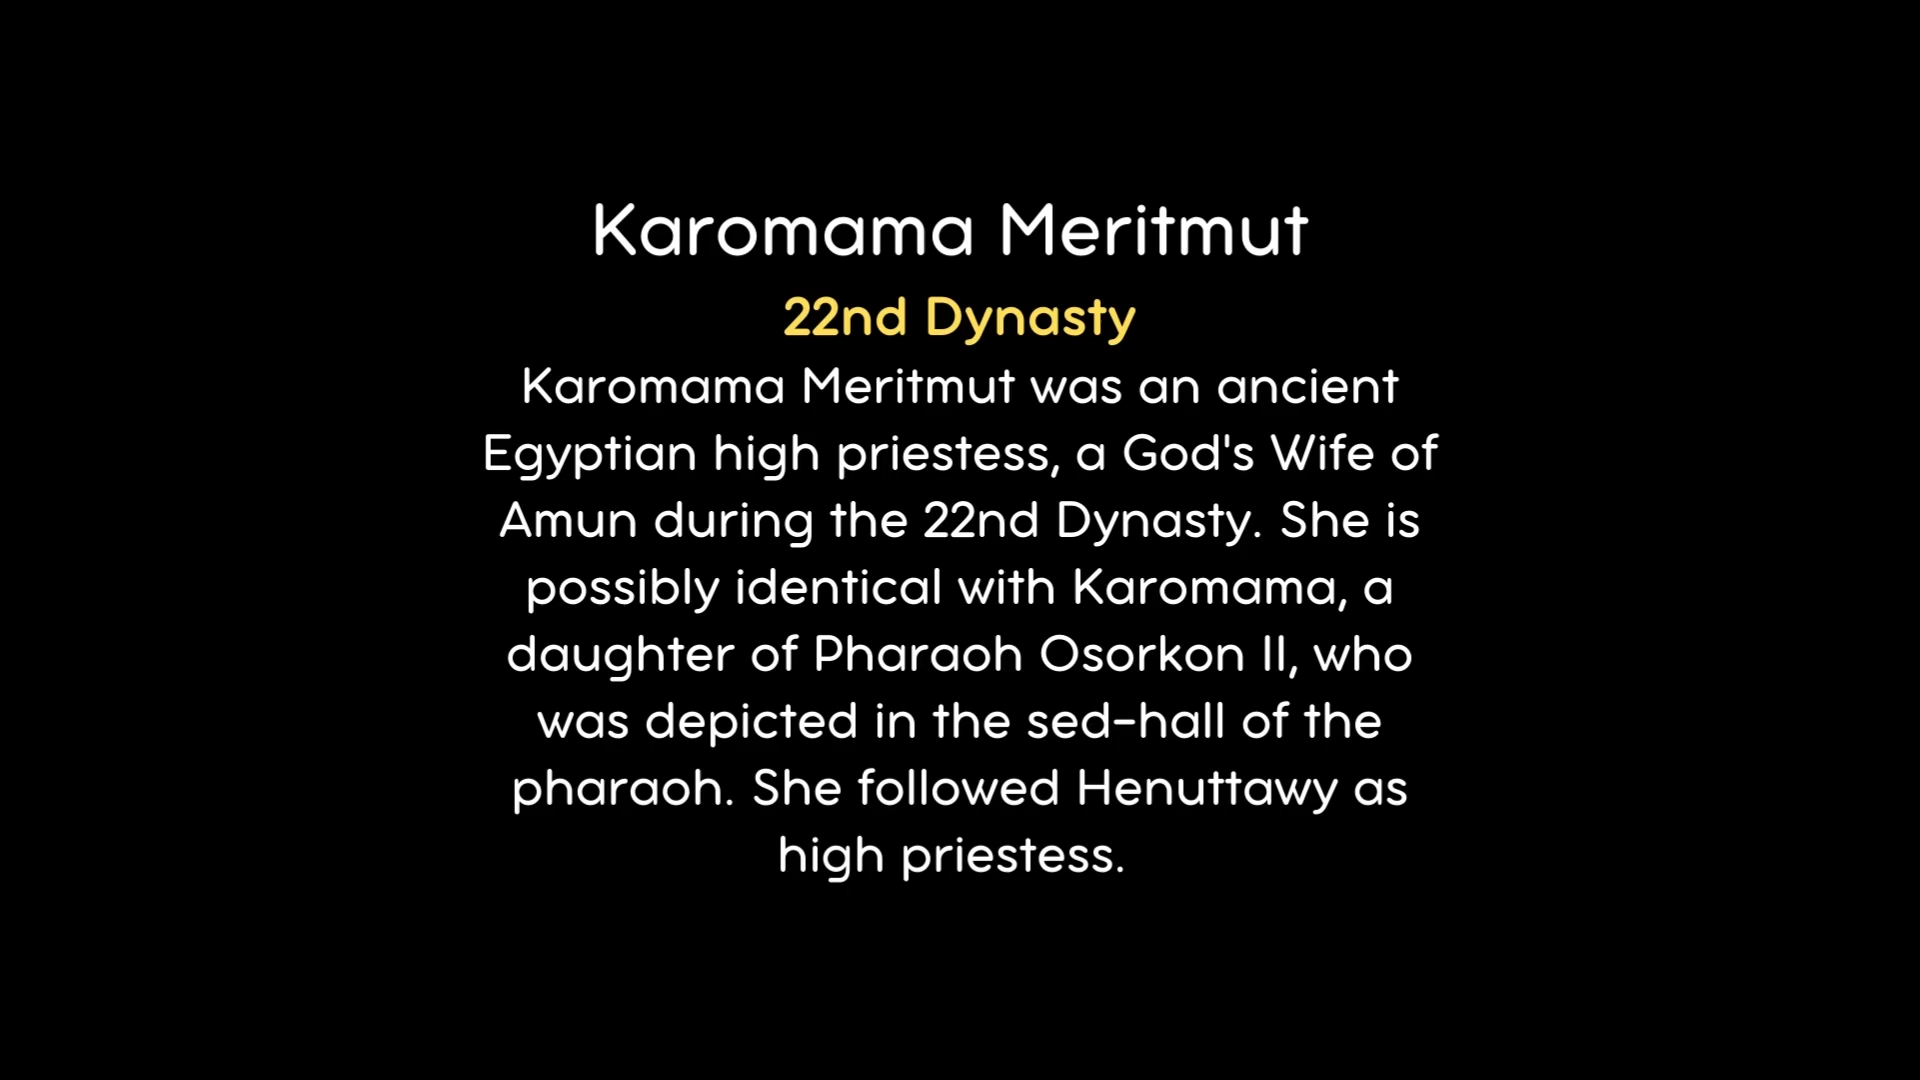 Karomama Meritmut
22nd Dynasty
Karomama Meritmut was an ancient
Egyptian high priestess, a God's Wife of
Amun during the 22nd Dynasty. She is
possibly identical with Karomama, a
daughter of Pharaoh Osorkon II, who
was depicted in the sed-hall of the
pharaoh. She followed Henuttawy as
high priestess.